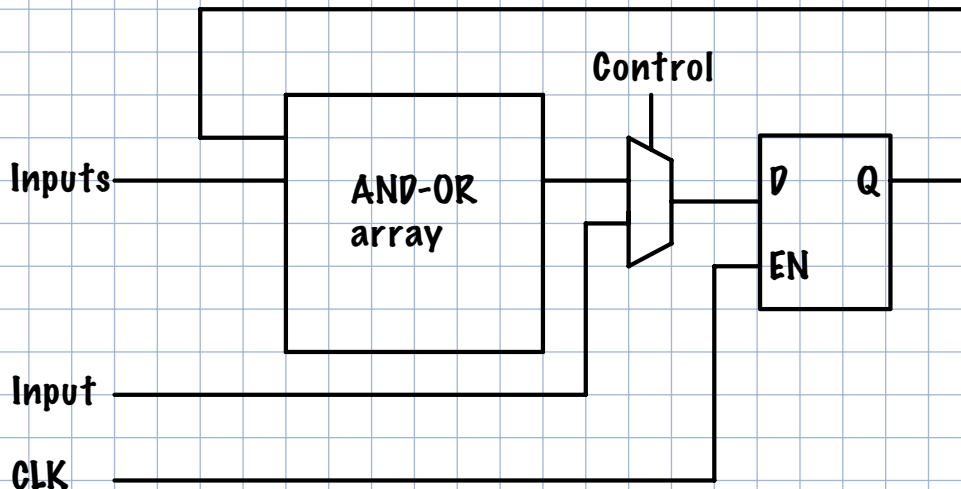 Control
Inputs
AND-OR
array
D
Q
EN
Input
CLK